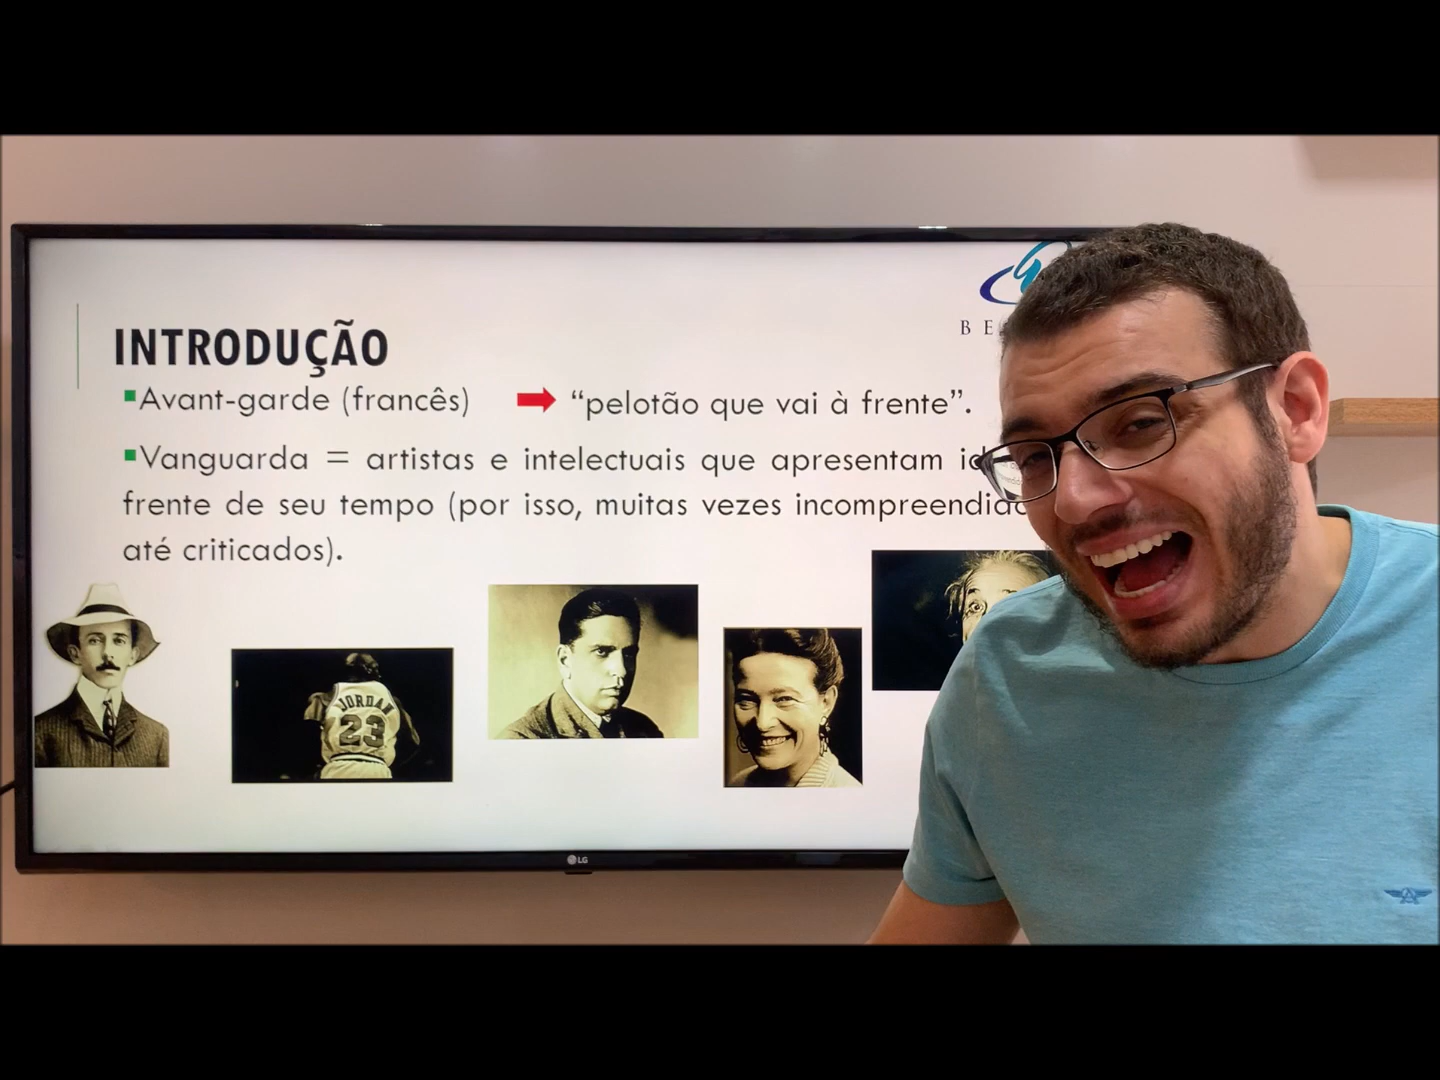 INTRODUÇÃO
Avant-garde (francês) "pelotão que vai à frente".
Vanguarda = artistas e intelectuais que apresentam
frente de seu tempo (por isso, muitas vezes
até criticados).
JORDAN
23
LG